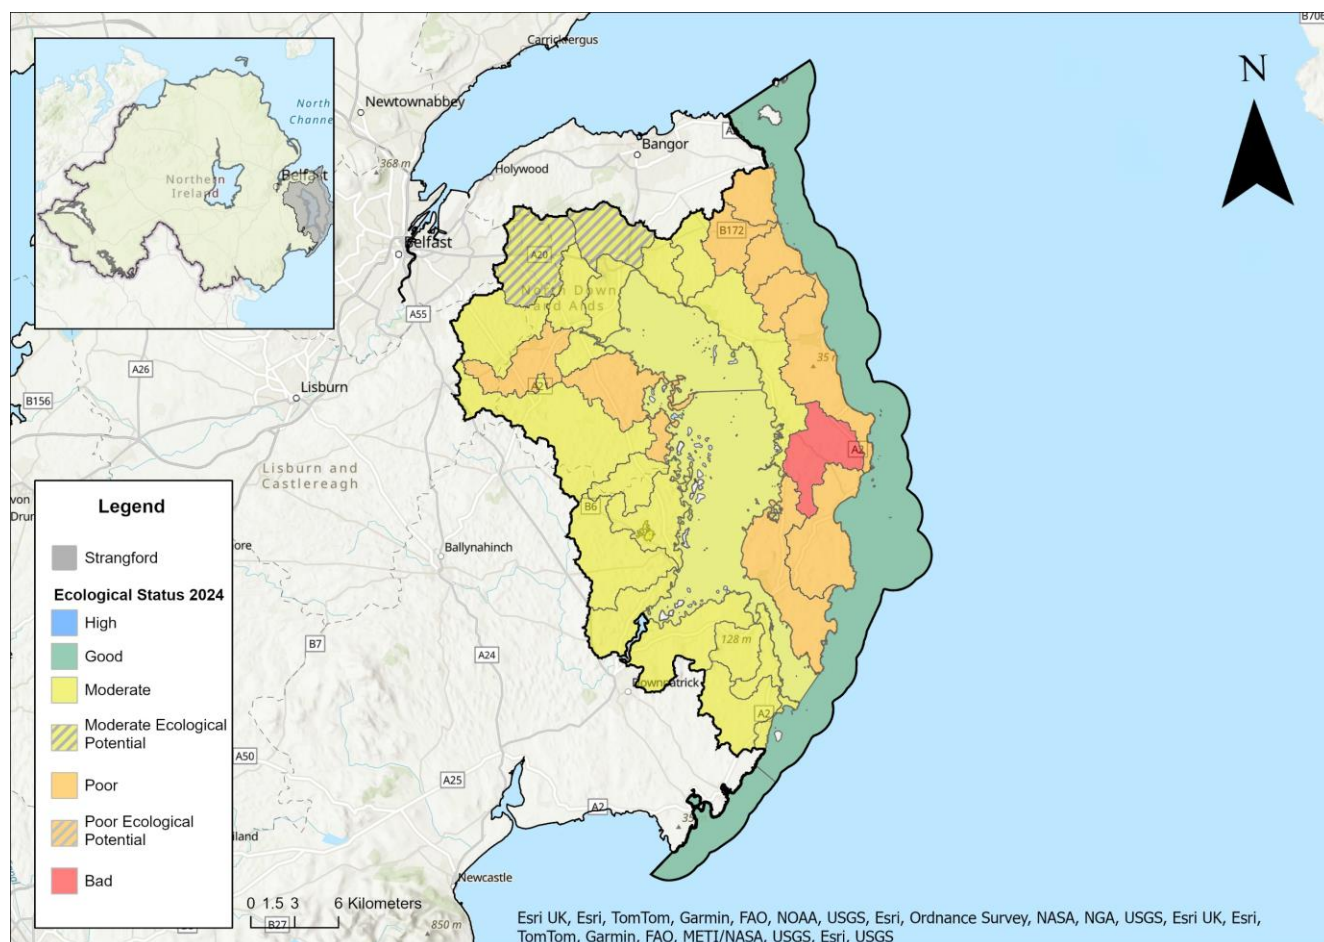 B706
Carrickfergus
N
North
Channe
Newtownabbey
Bangor
368 m
Holywood
Northern
Ireland
Belfast
Belfast
B172
A20
North Down
and Ards
A55
35 m
A26
Lisburn
A21
B156
A2
Lisburn and
Castlereagh
Legend
B6
Strangford
Ballynahinch
Ecological Status 2024
High
B7
128 m
Good
A24
Moderate
Downpatrick
A2
Moderate Ecological
Potential
A50
Poor
A25
A2
Poor Ecological
Potential
Bad
Newcastle
0 1.5 3 6 Kilometers
B27
850 m
Esri UK, Esri, TomTom, Garmin, FAO, NOAA, USGS, Esri, Ordnance Survey, NASA, NGA, USGS, Esri UK, Esri,
TomTom, Garmin, FAO, METI/NASA, USGS, Esri, USGS